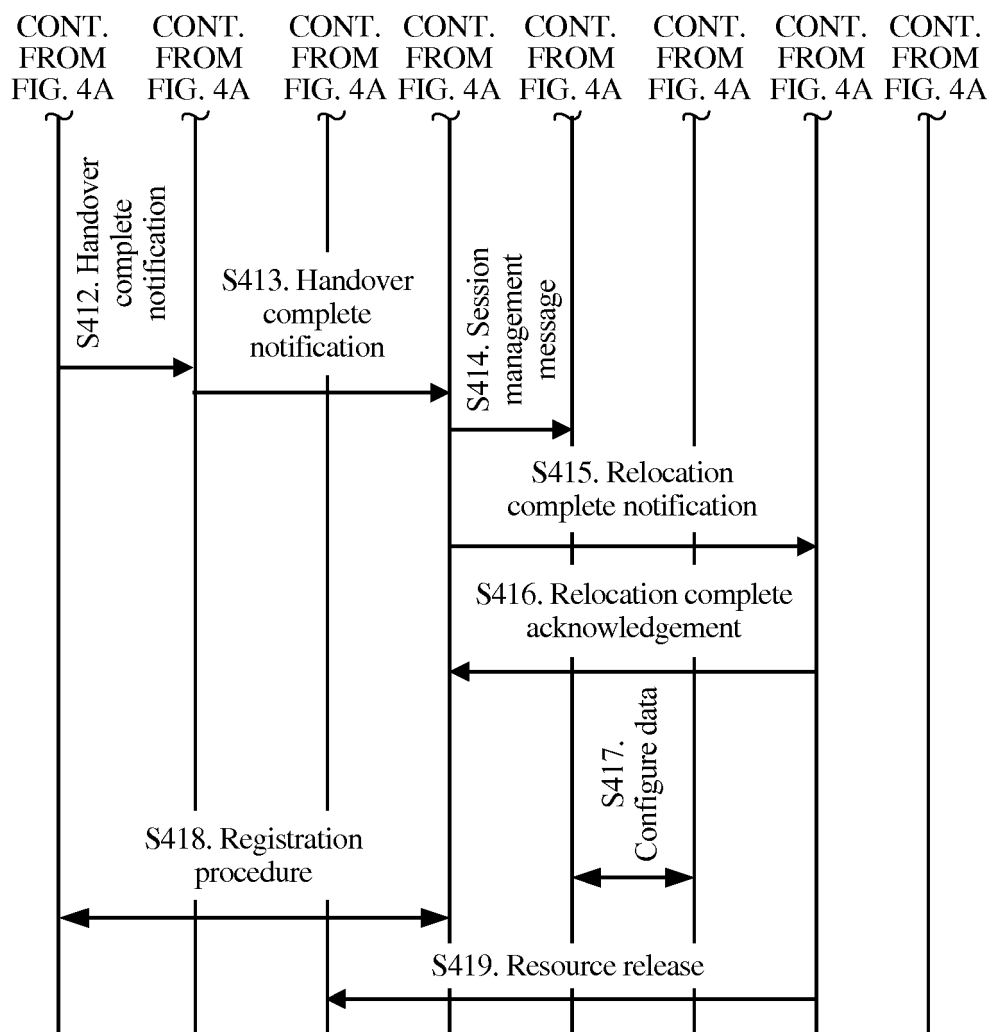 CONT. CONT. CONT. CONT. CONT. CONT. CONT. CONT.
FROM FROM FROM FROM FROM FROM FROM FROM
FIG. 4A FIG. 4A FIG. 4A FIG. 4A FIG. 4A FIG. 4A FIG. 4A FIG. 4A
S412. Handover
complete
notification
S413. Handover
complete
notification
S414. Session
management
message
S415. Relocation
complete notification
S416. Relocation complete
acknowledgement
S417.
Configure data
S418. Registration
procedure
S419. Resource release